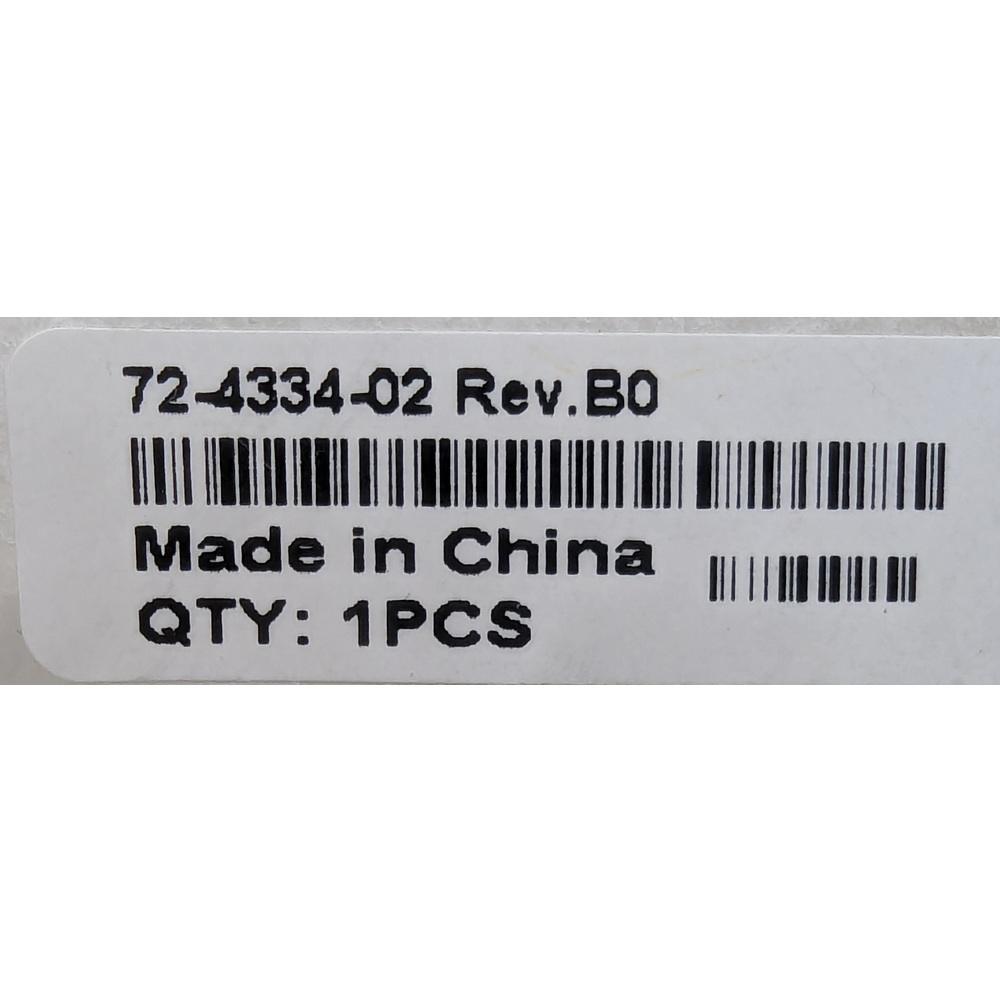 72-4334-02 Rev.B0
Made in China
QTY: 1PCS